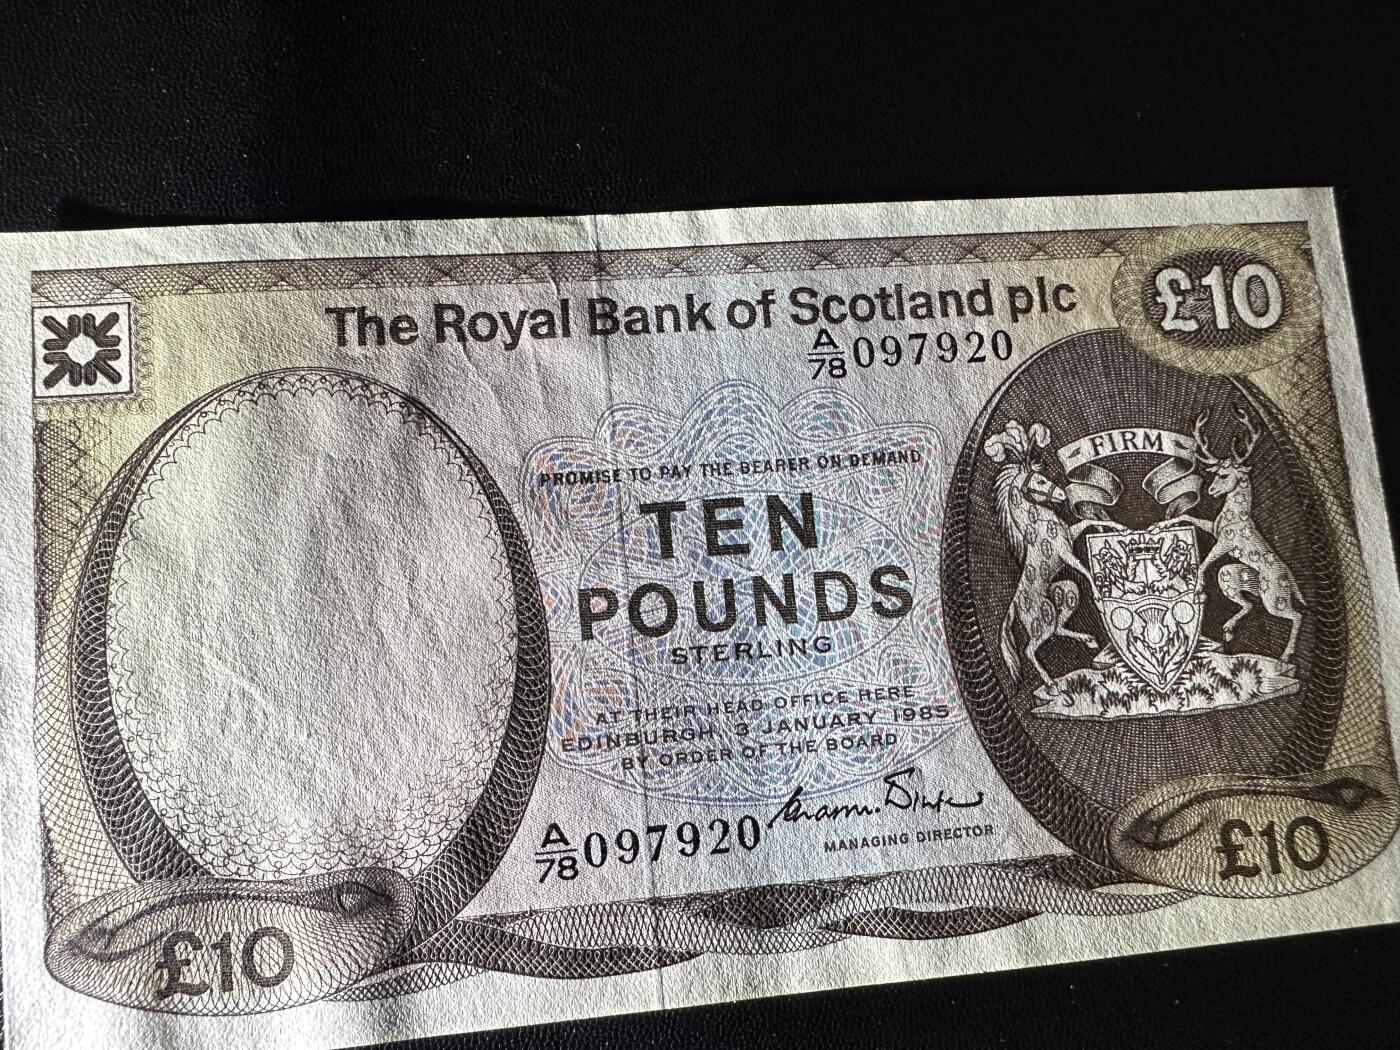 The Royal Bank of Scotland plc
£10
A/78 097920
FIRM
PROMISE TO PAY THE BEARER ON DEMAND
TEN
POUNDS
STERLING
AT THEIR HEAD OFFICE HERE
EDINBURGH, 3 JANUARY 1985
BY ORDER OF THE BOARD
A/78 097920
MANAGING DIRECTOR
£10
£10